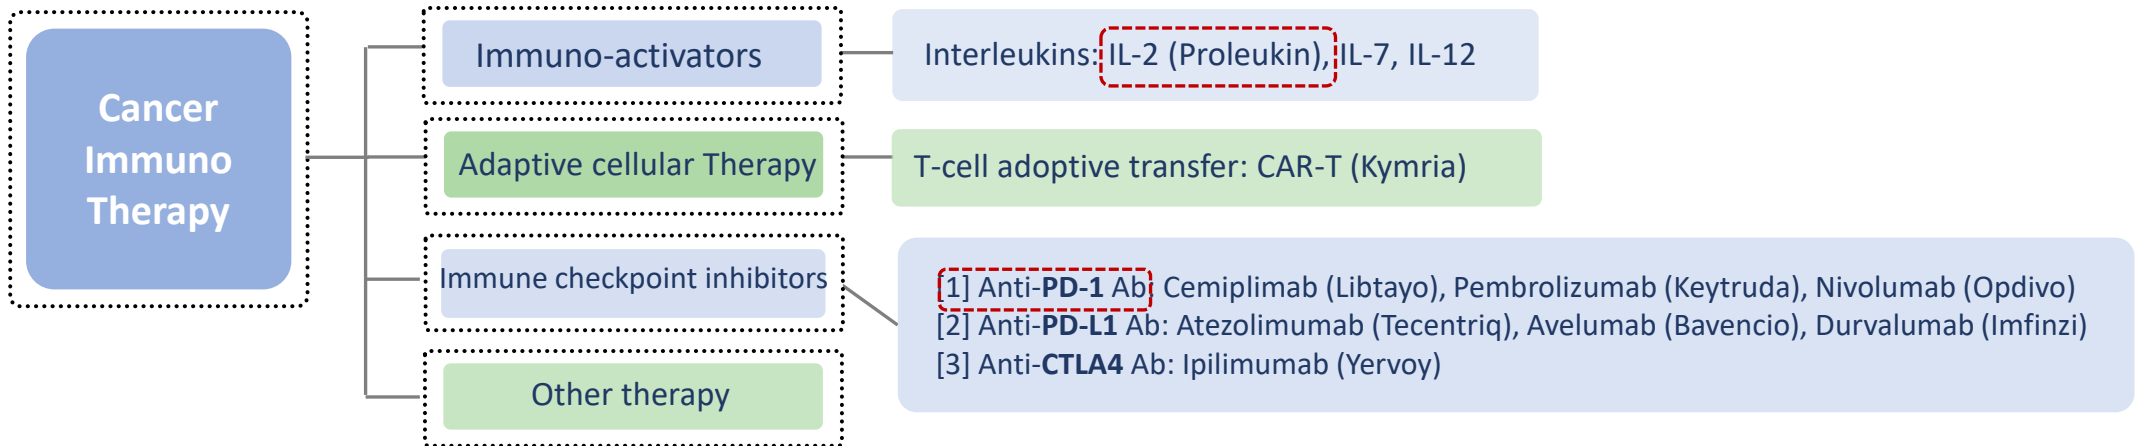 Cancer
Immuno
Therapy
Immuno-activators
Interleukins: IL-2 (Proleukin), IL-7, IL-12
Adaptive cellular Therapy
T-cell adoptive transfer: CAR-T (Kymria)
Immune checkpoint inhibitors
[1] Anti-PD-1 Ab: Cemiplimab (Libtayo), Pembrolizumab (Keytruda), Nivolumab (Opdivo)
[2] Anti-PD-L1 Ab: Atezolimumab (Tecentriq), Avelumab (Bavencio), Durvalumab (Imfinzi)
[3] Anti-CTLA4 Ab: Ipilimumab (Yervoy)
Other therapy